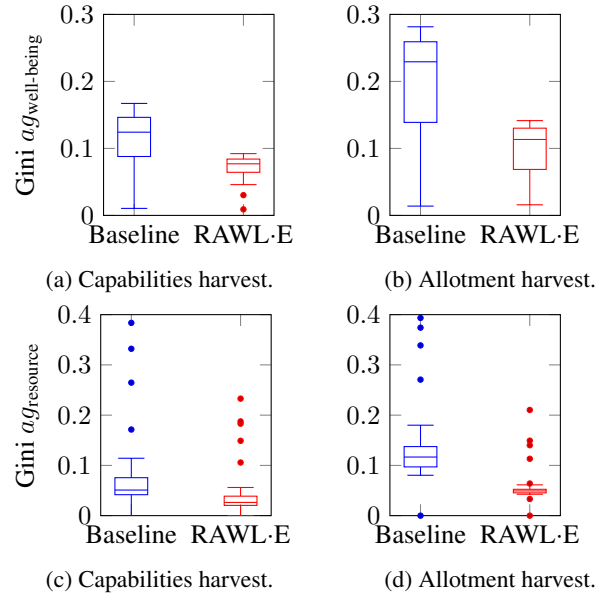 0.3
0.2
0.1
0
Gini ag_well-being
Baseline RAWL·E
(a) Capabilities harvest.
0.3
0.2
0.1
0
Baseline RAWL·E
(b) Allotment harvest.
0.4
0.3
0.2
0.1
0
Gini ag_resource
Baseline RAWL·E
(c) Capabilities harvest.
0.4
0.3
0.2
0.1
0
Baseline RAWL·E
(d) Allotment harvest.